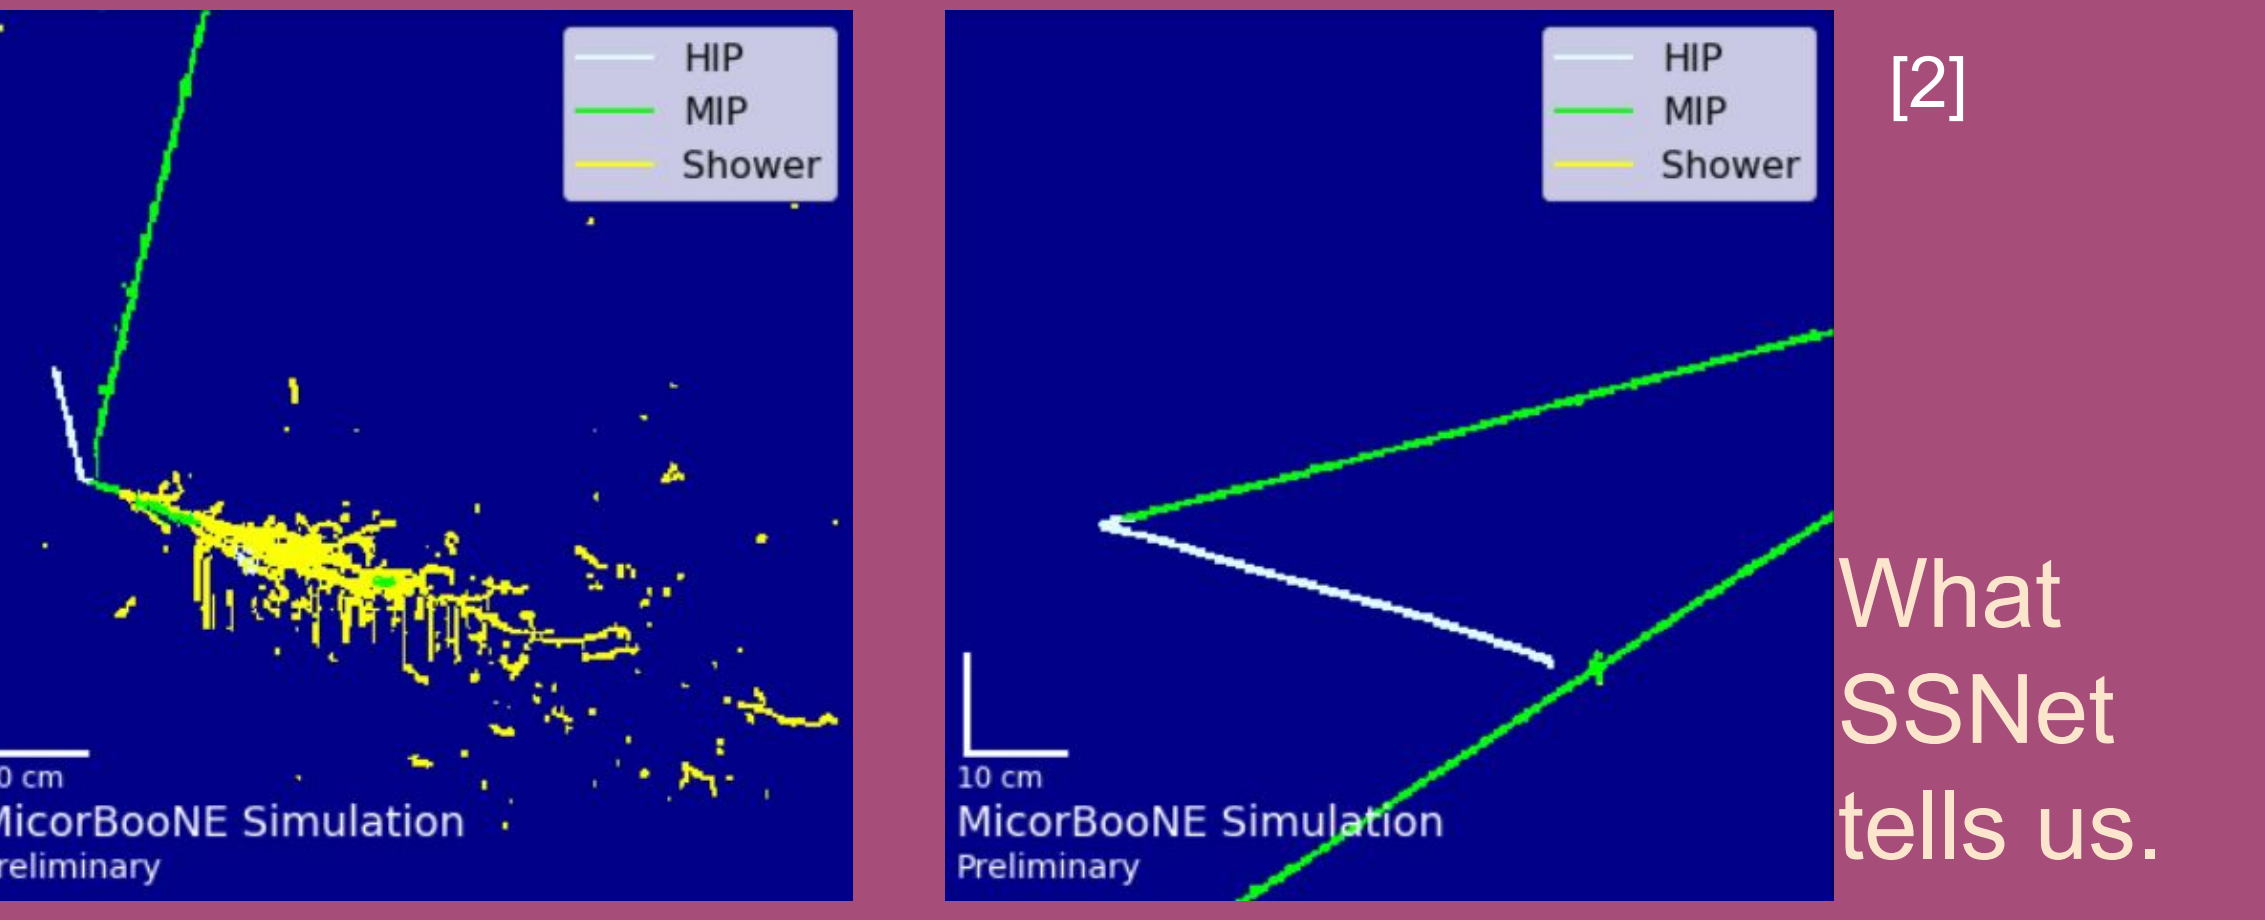 HIP
MIP
Shower
0 cm
MicorBooNE Simulation
reliminary
HIP
MIP
Shower
10 cm
MicorBooNE Simulation
Preliminary
[2]
What
SSNet
tells us.